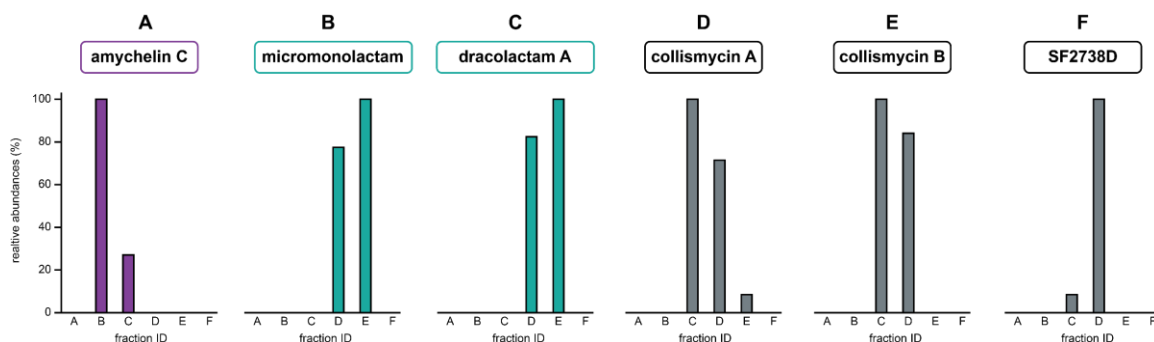 A B C D E F
amychelin C micromonolactam dracolactam A collismycin A collismycin B SF2738D
realtive abundances (%)
100
80
60
40
20
0
A B C D E F A B C D E F A B C D E F A B C D E F A B C D E F A B C D E F
fraction ID fraction ID fraction ID fraction ID fraction ID fraction ID